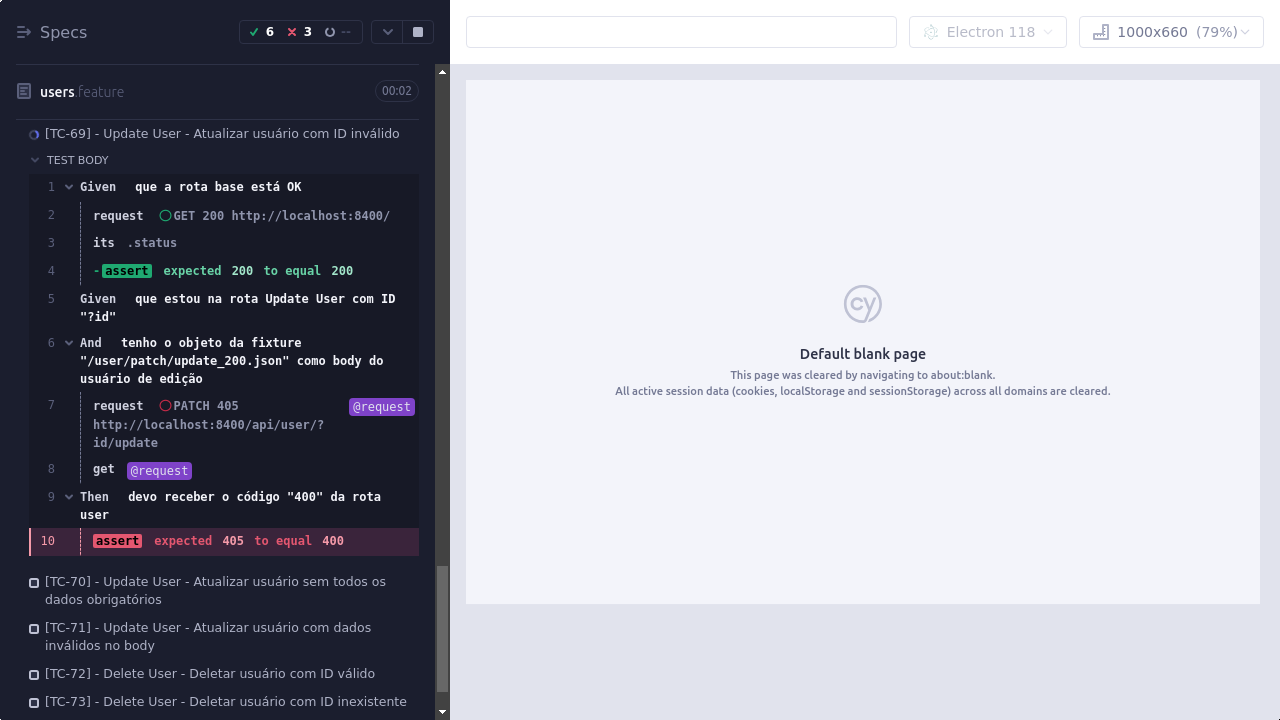 Specs
6
3
--
Electron 118
1000x660 (79%)
users.feature
00:02
[TC-69] - Update User - Atualizar usuário com ID inválido
TEST BODY
1 Given que a rota base está OK
2 request GET 200 http://localhost:8400/
3 its .status
4 -assert expected 200 to equal 200
5 Given que estou na rota Update User com ID
"?id"
6 And tenho o objeto da fixture
"/user/patch/update_200.json" como body do
usuário de edição
7 request PATCH 405 @request
http://localhost:8400/api/user/?
id/update
8 get @request
9 Then devo receber o código "400" da rota
user
10 assert expected 405 to equal 400
[TC-70] - Update User - Atualizar usuário sem todos os
dados obrigatórios
[TC-71] - Update User - Atualizar usuário com dados
inválidos no body
[TC-72] - Delete User - Deletar usuário com ID válido
[TC-73] - Delete User - Deletar usuário com ID inexistente
cy
Default blank page
This page was cleared by navigating to about:blank.
All active session data (cookies, localStorage and sessionStorage) across all domains are cleared.